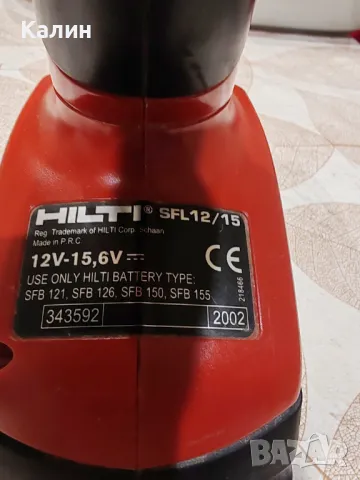 Калин
HILTI® SFL12/15
Reg. Trademark of HILTI Corp. Schaan
Made in P.R.C
12V-15,6V
CE
USE ONLY HILTI BATTERY TYPE:
SFB 121, SFB 126, SFB 150, SFB 155
218466
343592 2002
BAZAR